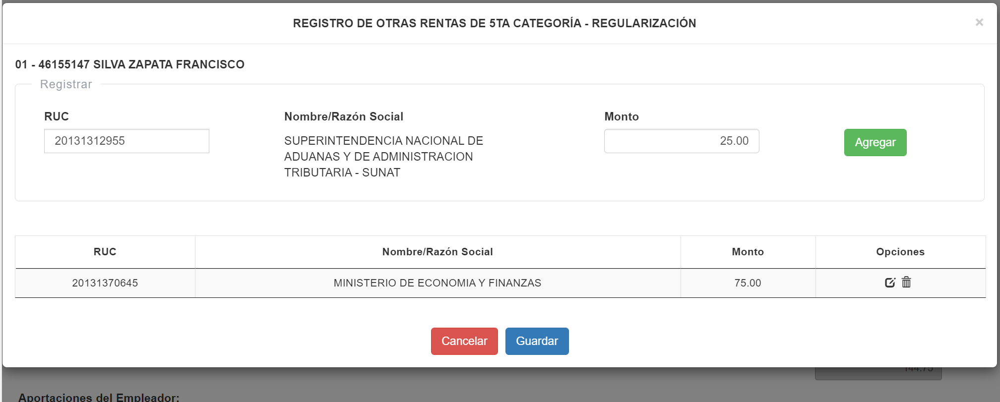 REGISTRO DE OTRAS RENTAS DE 5TA CATEGORÍA - REGULARIZACIÓN
×
01 - 46155147 SILVA ZAPATA FRANCISCO
Registrar
RUC
Nombre/Razón Social
Monto
20131312955
SUPERINTENDENCIA NACIONAL DE
ADUANAS Y DE ADMINISTRACION
TRIBUTARIA - SUNAT
25.00
Agregar
RUC
Nombre/Razón Social
Monto
Opciones
20131370645
MINISTERIO DE ECONOMIA Y FINANZAS
75.00
Cancelar
Guardar
144.75
Aportaciones del Empleador: